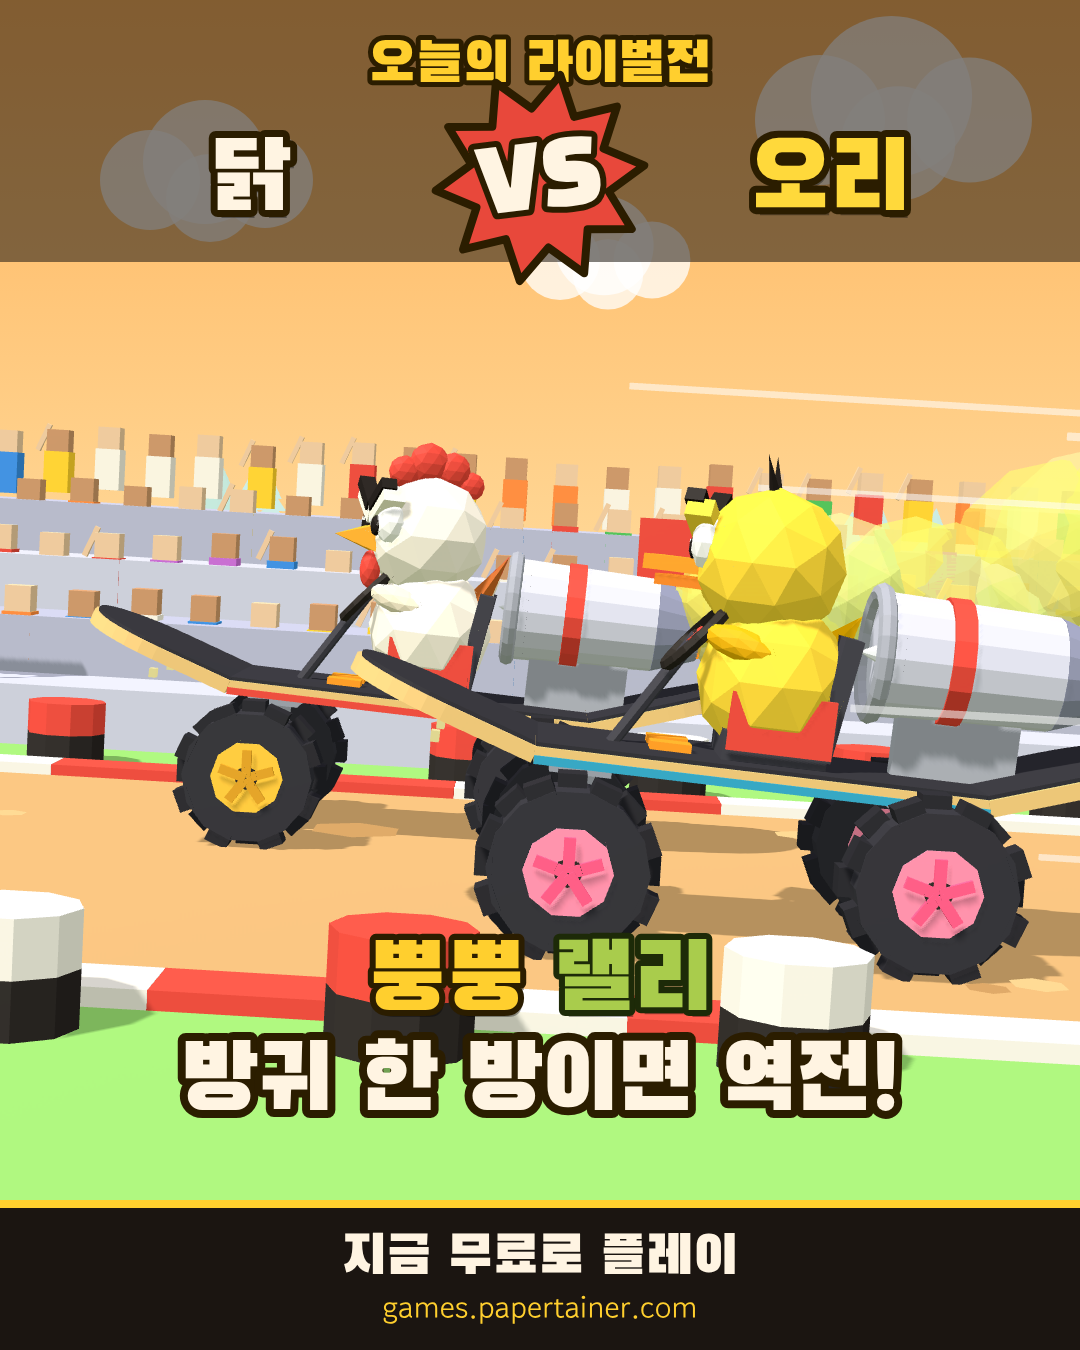 오늘의 라이벌전
닭 VS 오리
뿡뿡 랠리
방귀 한 방이면 역전!
지금 무료로 플레이
games.papertainer.com